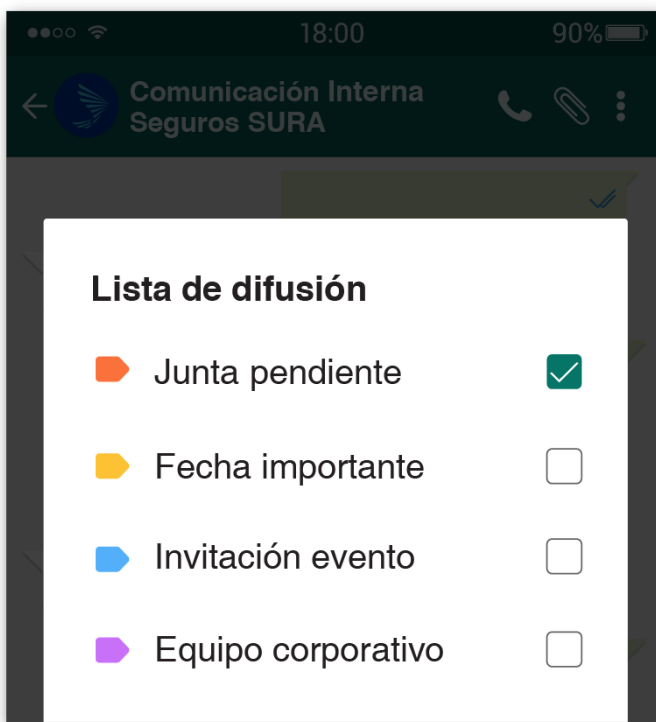 18:00
90%
Comunicación Interna
Seguros SURA
Lista de difusión
Junta pendiente
Fecha importante
Invitación evento
Equipo corporativo